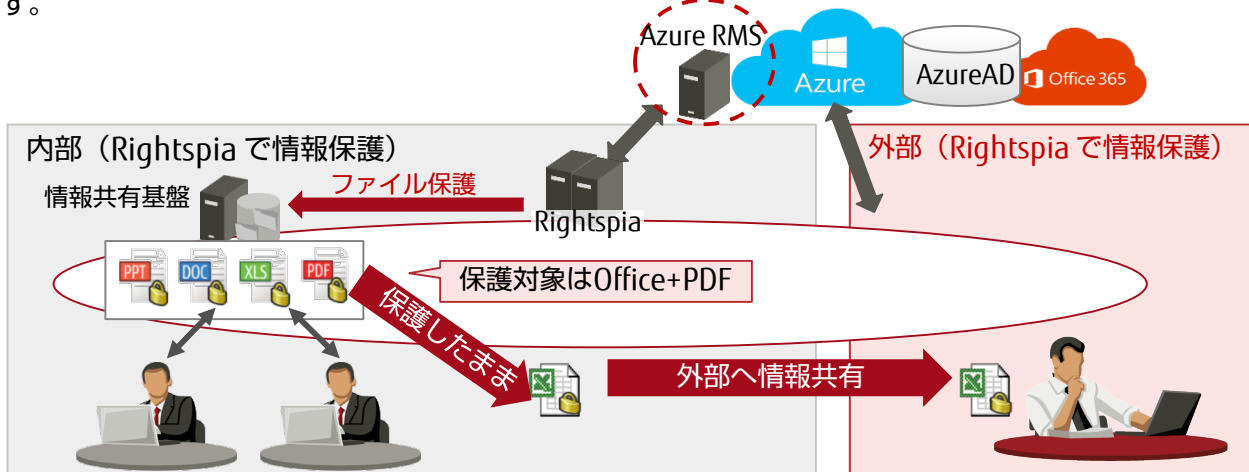 す。
Azure RMS
Azure
AzureAD
Office 365
内部（Rightspia で情報保護）
外部（Rightspia で情報保護）
情報共有基盤
ファイル保護
Rightspia
PPT
DOC
XLS
PDF
保護対象はOffice+PDF
保護したまま
外部へ情報共有